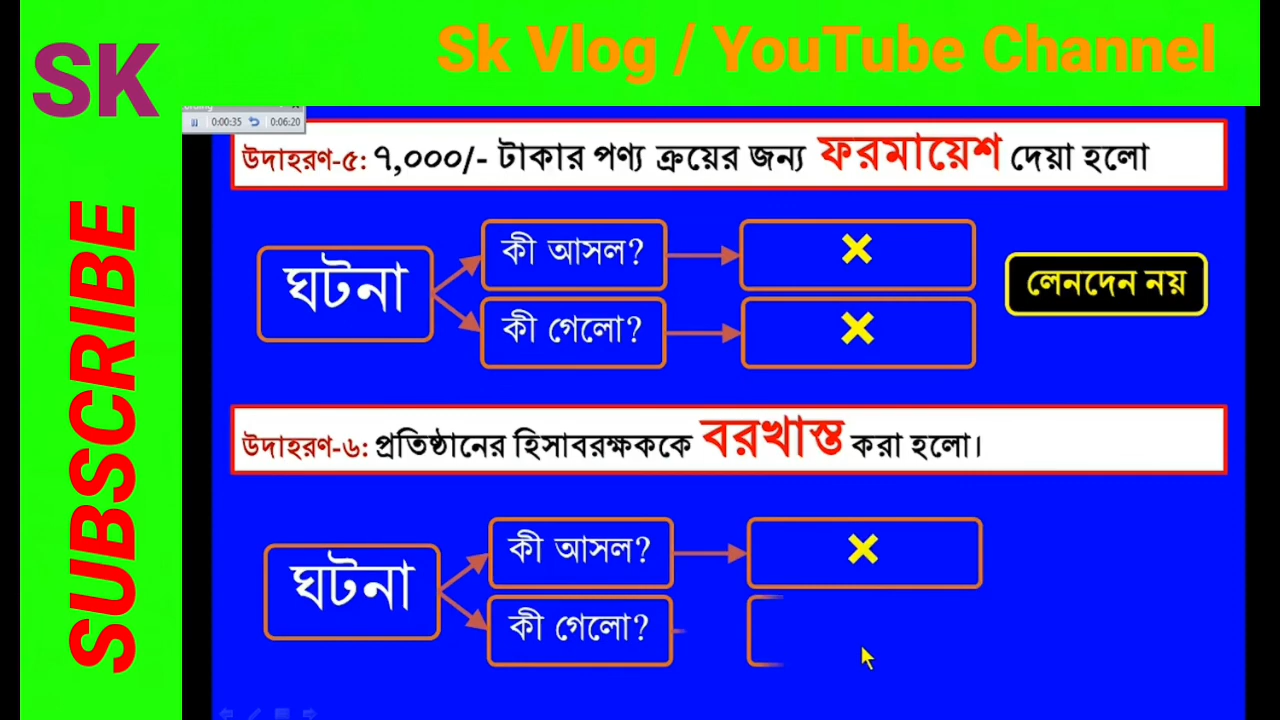 SK
Sk Vlog / YouTube Channel
SUBSCRIBE
0:00:35 0:06:20
উদাহরণ-৫: ৭,০০০/- টাকার পণ্য ক্রয়ের জন্য ফরমায়েশ দেয়া হলো
ঘটনা
কী আসল?
×
কী গেলো?
×
লেনদেন নয়
উদাহরণ-৬: প্রতিষ্ঠানের হিসাবরক্ষককে বরখাস্ত করা হলো।
ঘটনা
কী আসল?
×
কী গেলো?